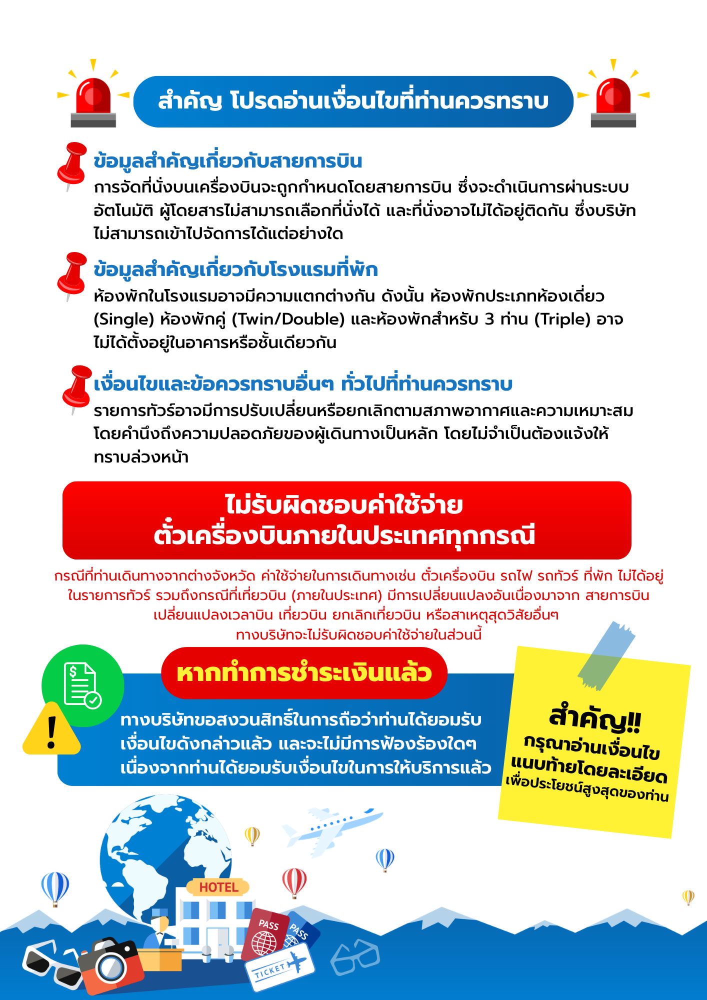 สำคัญ โปรดอ่านเงื่อนไขที่ท่านควรทราบ
ข้อมูลสำคัญเกี่ยวกับสายการบิน
การจัดที่นั่งบนเครื่องบินจะถูกกำหนดโดยสายการบิน ซึ่งจะดำเนินการผ่านระบบ
อัตโนมัติ ผู้โดยสารไม่สามารถเลือกที่นั่งได้ และที่นั่งอาจไม่ได้อยู่ติดกัน ซึ่งบริษัท
ไม่สามารถเข้าไปจัดการได้แต่อย่างใด
ข้อมูลสำคัญเกี่ยวกับโรงแรมที่พัก
ห้องพักในโรงแรมอาจมีความแตกต่างกัน ดังนั้น ห้องพักประเภทห้องเดี่ยว
(Single) ห้องพักคู่ (Twin/Double) และห้องพักสำหรับ 3 ท่าน (Triple) อาจ
ไม่ได้ตั้งอยู่ในอาคารหรือชั้นเดียวกัน
เงื่อนไขและข้อควรทราบอื่นๆ ทั่วไปที่ท่านควรทราบ
รายการทัวร์อาจมีการปรับเปลี่ยนหรือยกเลิกตามสภาพอากาศและความเหมาะสม
โดยคำนึงถึงความปลอดภัยของผู้เดินทางเป็นหลัก โดยไม่จำเป็นต้องแจ้งให้
ทราบล่วงหน้า
ไม่รับผิดชอบค่าใช้จ่าย
ตั๋วเครื่องบินภายในประเทศทุกกรณี
กรณีที่ท่านเดินทางจากต่างจังหวัด ค่าใช้จ่ายในการเดินทางเช่น ตั๋วเครื่องบิน รถไฟ รถทัวร์ ที่พัก ไม่ได้อยู่
ในรายการทัวร์ รวมถึงกรณีที่เที่ยวบิน (ภายในประเทศ) มีการเปลี่ยนแปลงอันเนื่องมาจาก สายการบิน
เปลี่ยนแปลงเวลาบิน เที่ยวบิน ยกเลิกเที่ยวบิน หรือสาเหตุสุดวิสัยอื่นๆ
ทางบริษัทจะไม่รับผิดชอบค่าใช้จ่ายในส่วนนี้
หากทำการชำระเงินแล้ว
ทางบริษัทขอสงวนสิทธิ์ในการถือว่าท่านได้ยอมรับ
เงื่อนไขดังกล่าวแล้ว และจะไม่มีการฟ้องร้องใดๆ
เนื่องจากท่านได้ยอมรับเงื่อนไขในการให้บริการแล้ว
สำคัญ!!
กรุณาอ่านเงื่อนไข
แนบท้ายโดยละเอียด
เพื่อประโยชน์สูงสุดของท่าน
HOTEL
PASS
PASS
TICKET